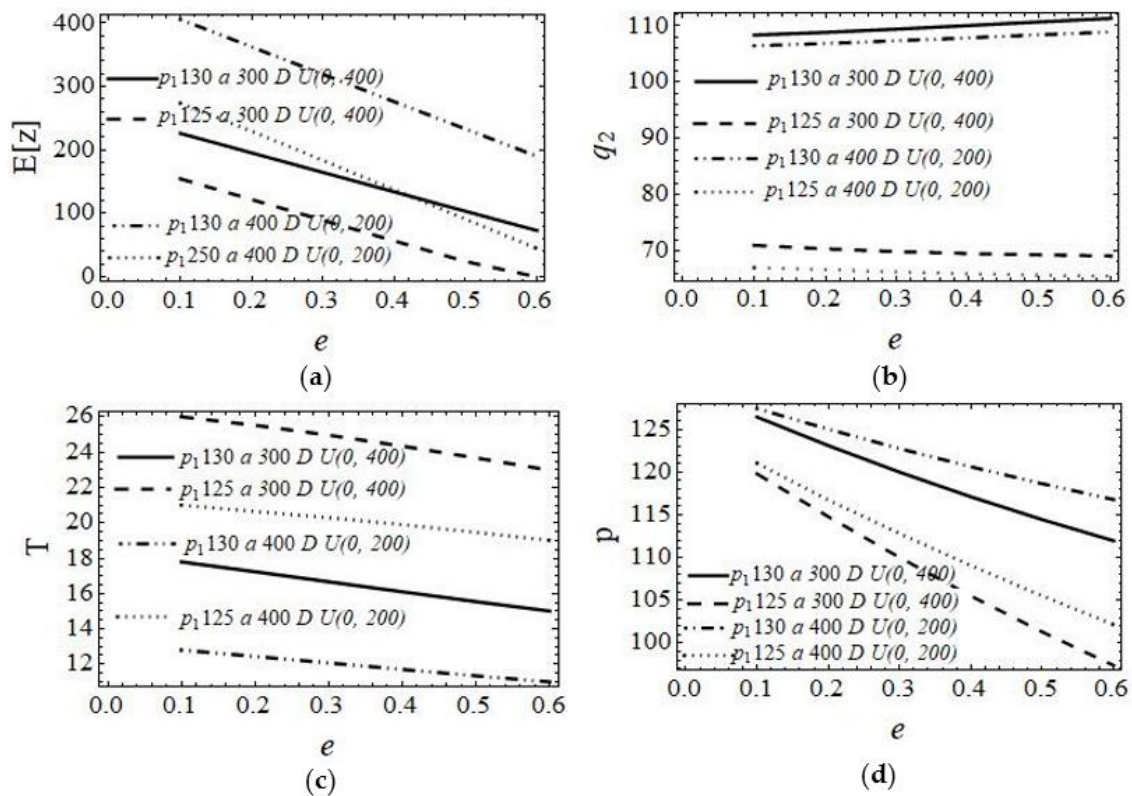 400
300
200
100
0
E[z]
p₁130 a 300 D U(0, 400)
p₁125 a 300 D U(0, 400)
p₁130 a 400 D U(0, 200)
p₁250 a 400 D U(0, 200)
0.0 0.1 0.2 0.3 0.4 0.5 0.6
e
(a)
110
100
90
80
70
q₂
p₁130 a 300 D U(0, 400)
p₁125 a 300 D U(0, 400)
p₁130 a 400 D U(0, 200)
p₁125 a 400 D U(0, 200)
0.0 0.1 0.2 0.3 0.4 0.5 0.6
e
(b)
26
24
22
20
18
16
14
12
T
p₁130 a 300 D U(0, 400)
p₁125 a 300 D U(0, 400)
p₁130 a 400 D U(0, 200)
p₁125 a 400 D U(0, 200)
0.0 0.1 0.2 0.3 0.4 0.5 0.6
e
(c)
125
120
115
110
105
100
p
p₁130 a 300 D U(0, 400)
p₁125 a 300 D U(0, 400)
p₁130 a 400 D U(0, 200)
p₁125 a 400 D U(0, 200)
0.0 0.1 0.2 0.3 0.4 0.5 0.6
e
(d)